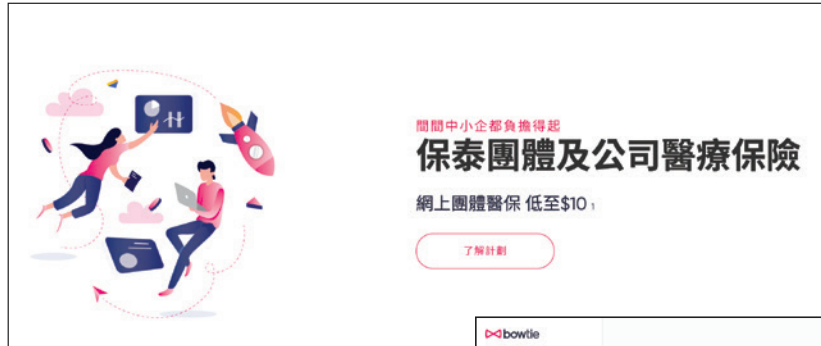 間間中小企都負擔得起
保泰團體及公司醫療保險
網上團體醫保 低至$10 1
了解計劃
bowtie